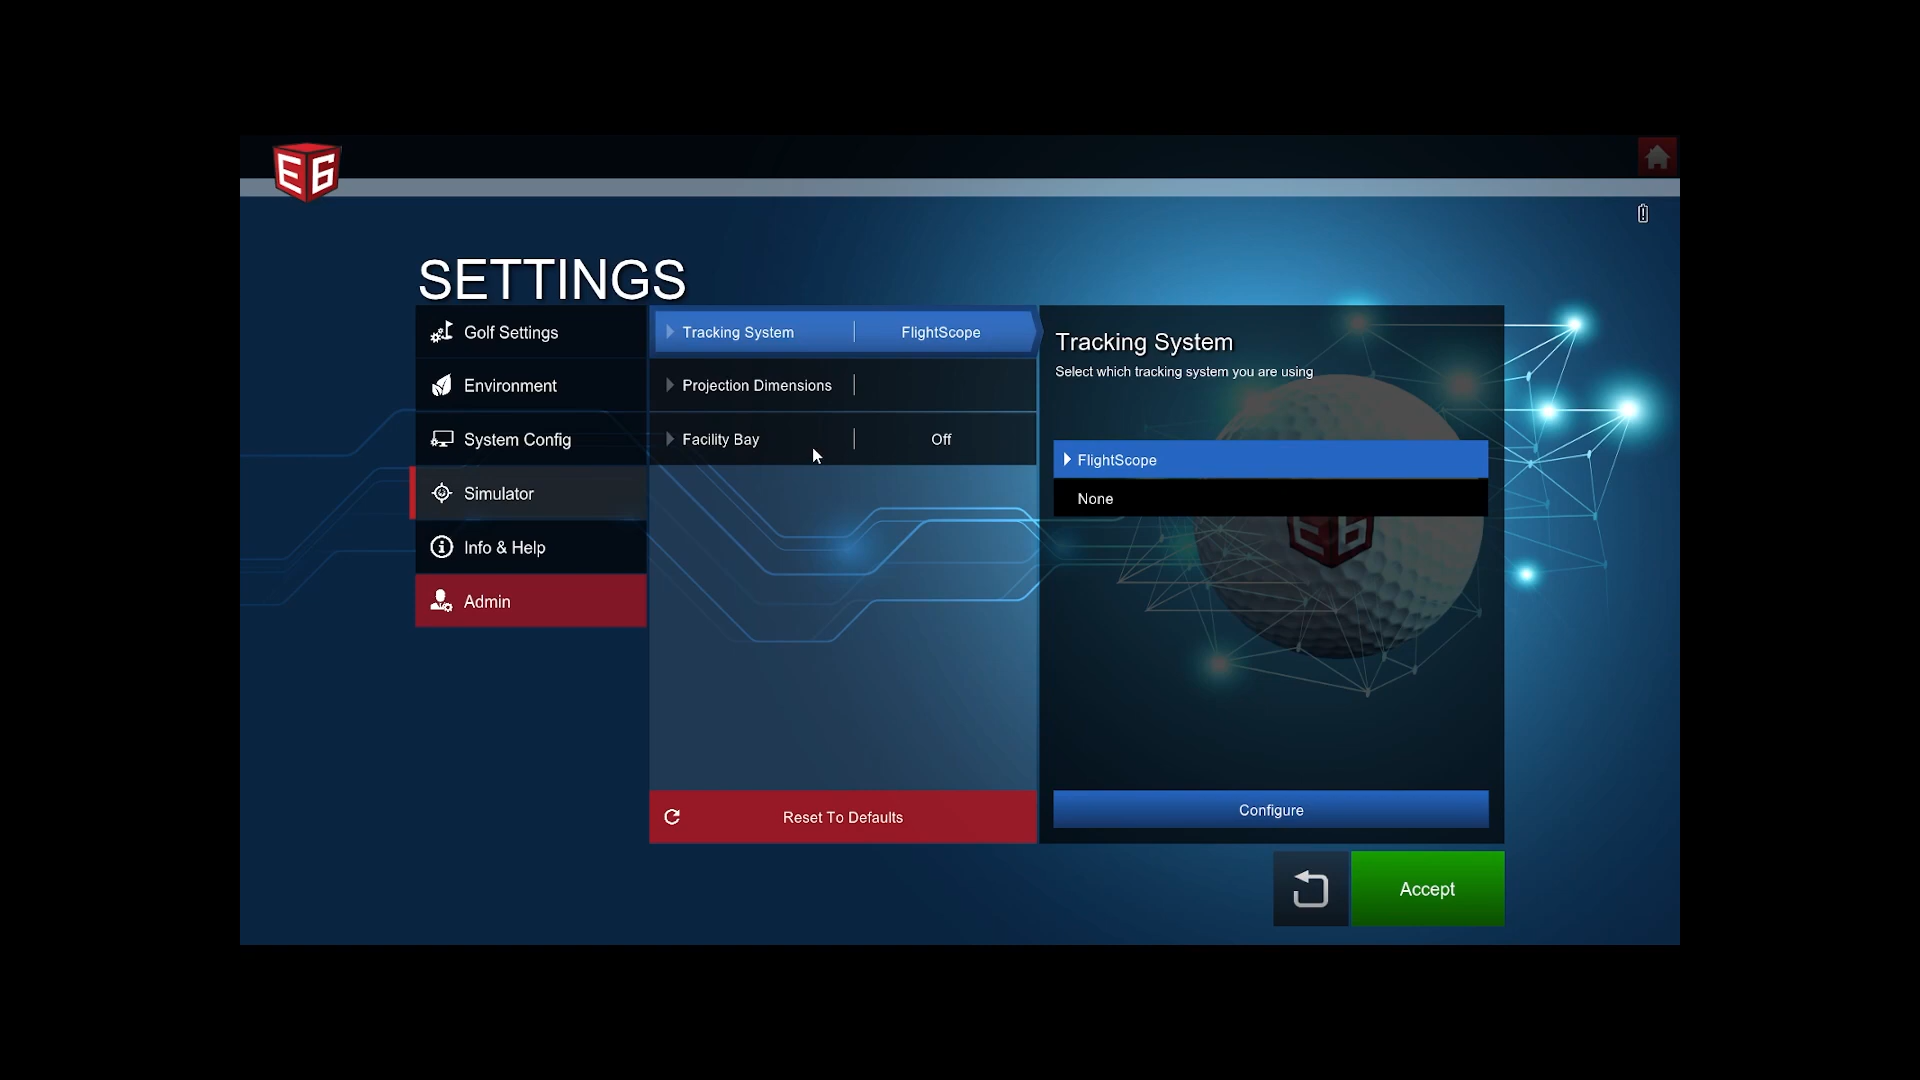 E6
SETTINGS
Golf Settings
Environment
System Config
Simulator
Info & Help
Admin
Tracking System FlightScope
Projection Dimensions
Facility Bay Off
Reset To Defaults
Tracking System
Select which tracking system you are using
FlightScope
None
E6
Configure
Accept